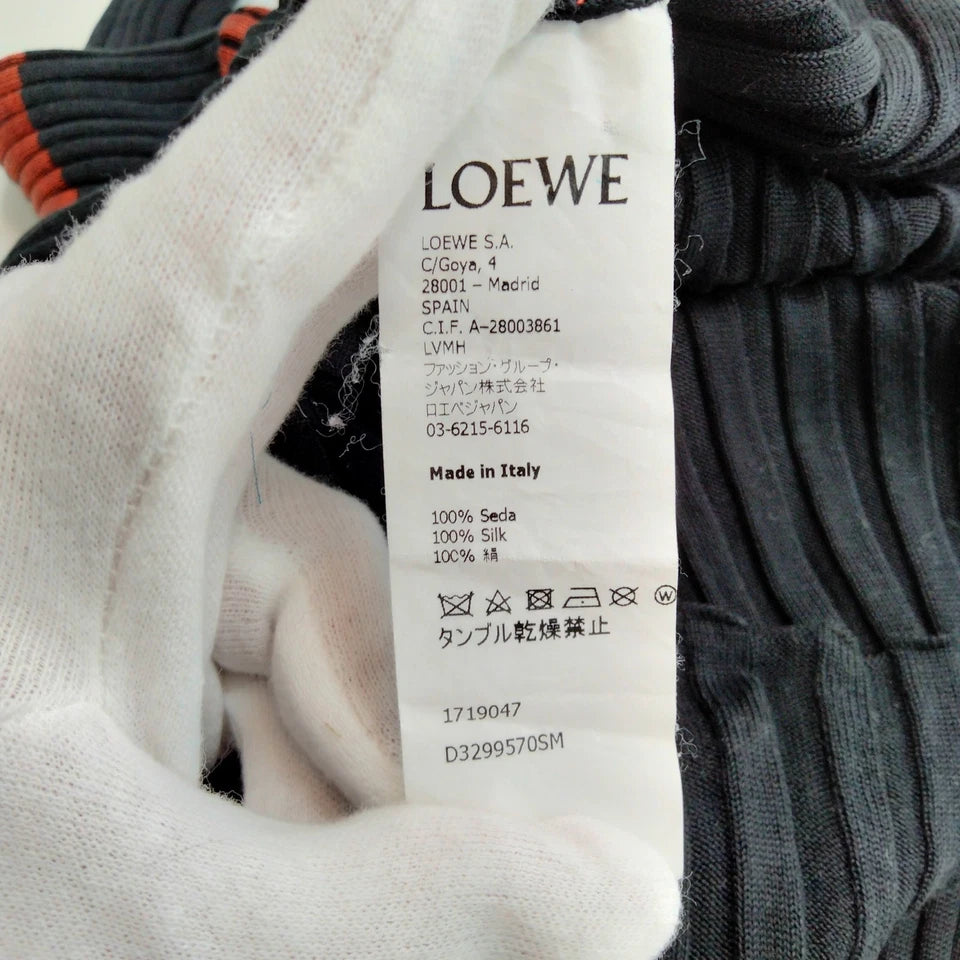 LOEWE
LOEWE S.A.
C/Goya, 4
28001 – Madrid
SPAIN
C.I.F. A–28003861
LVMH
ファッション・グループ・
ジャパン株式会社
ロエベジャパン
03-6215-6116
Made in Italy
100% Seda
100% Silk
100% 絹
W
タンブル乾燥禁止
1719047
D3299570SM